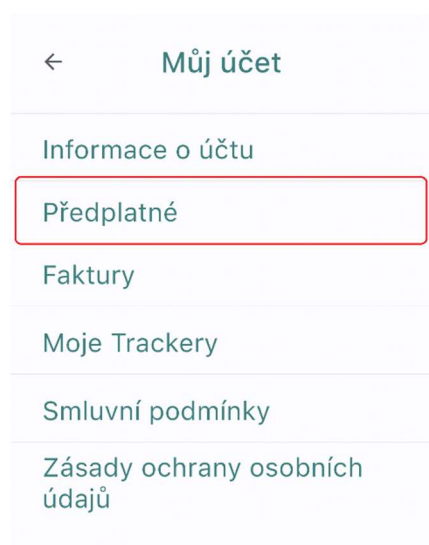 Můj účet
Informace o účtu
Předplatné
Faktury
Moje Trackery
Smluvní podmínky
Zásady ochrany osobních
údajů